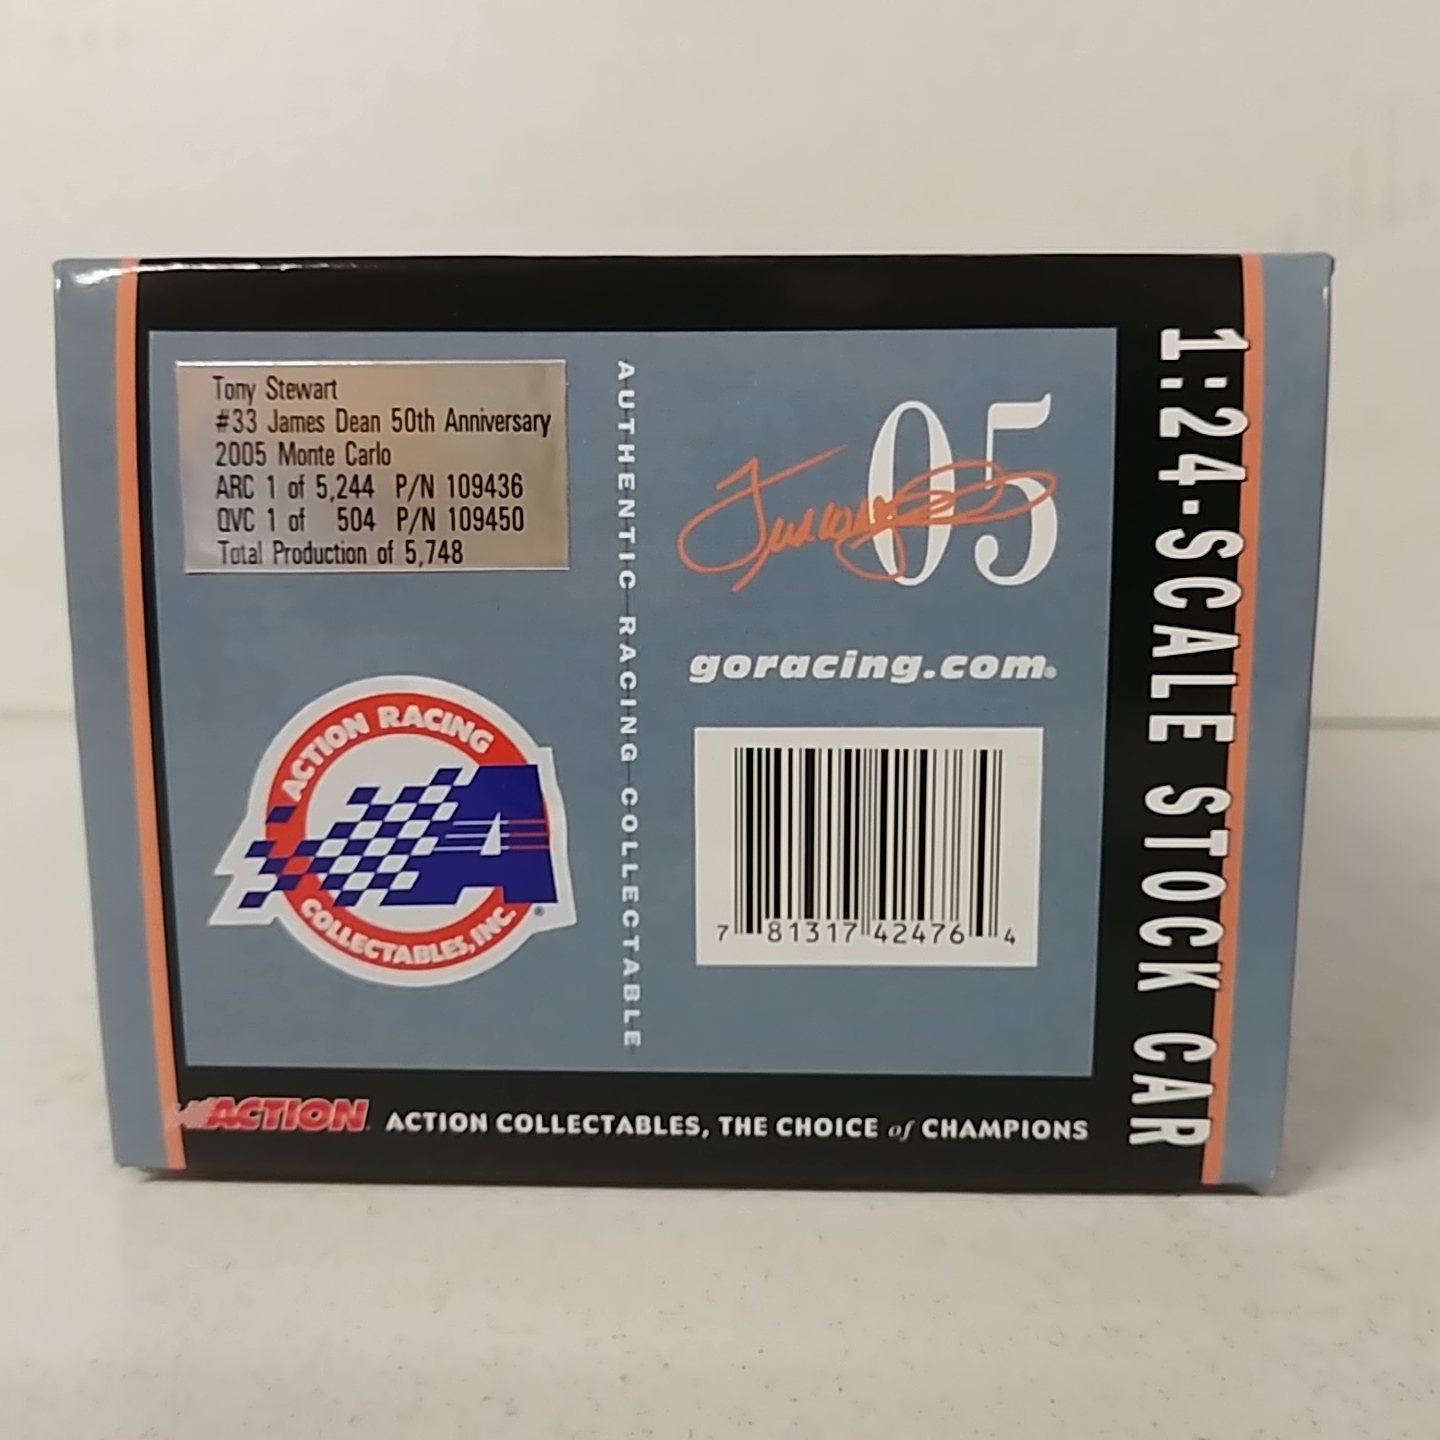 Tony Stewart
#33 James Dean 50th Anniversary
2005 Monte Carlo
ARC 1 of 5,244 P/N 109436
QVC 1 of 504 P/N 109450
Total Production of 5,748
ACTION RACING
COLLECTABLES, INC.
®
AUTHENTIC RACING COLLECTABLE
05
goracing.com®
7 81317 42476 4
1:24-SCALE STOCK CAR
ACTION ACTION COLLECTABLES, THE CHOICE of CHAMPIONS